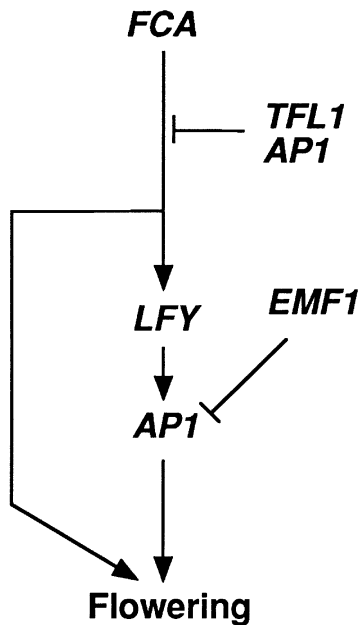 FCA
TFL1
AP1
LFY
EMF1
AP1
Flowering